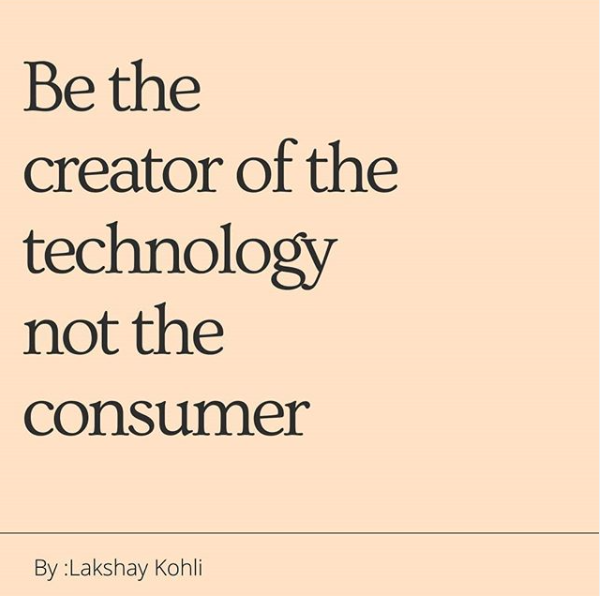 Be the
creator of the
technology
not the
consumer
By :Lakshay Kohli